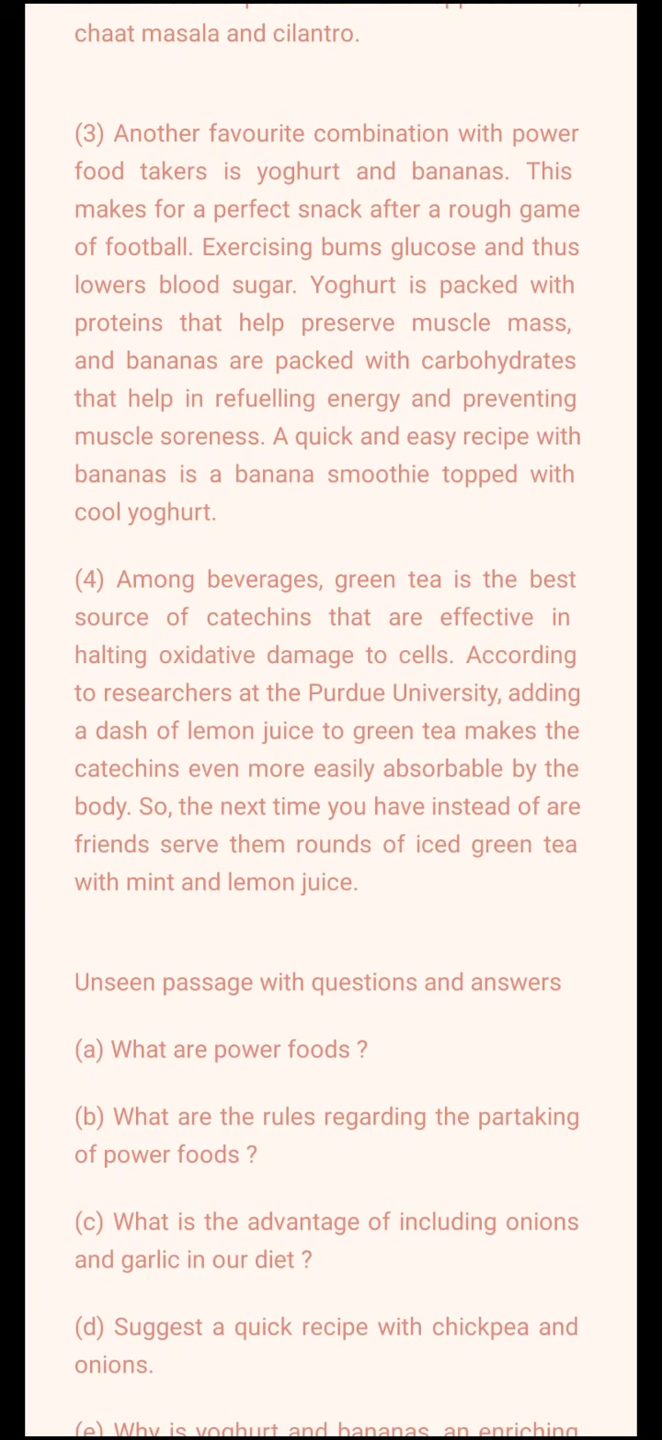 chaat masala and cilantro.
(3) Another favourite combination with power
food takers is yoghurt and bananas. This
makes for a perfect snack after a rough game
of football. Exercising bums glucose and thus
lowers blood sugar. Yoghurt is packed with
proteins that help preserve muscle mass,
and bananas are packed with carbohydrates
that help in refuelling energy and preventing
muscle soreness. A quick and easy recipe with
bananas is a banana smoothie topped with
cool yoghurt.
(4) Among beverages, green tea is the best
source of catechins that are effective in
halting oxidative damage to cells. According
to researchers at the Purdue University, adding
a dash of lemon juice to green tea makes the
catechins even more easily absorbable by the
body. So, the next time you have instead of are
friends serve them rounds of iced green tea
with mint and lemon juice.
Unseen passage with questions and answers
(a) What are power foods ?
(b) What are the rules regarding the partaking
of power foods ?
(c) What is the advantage of including onions
and garlic in our diet ?
(d) Suggest a quick recipe with chickpea and
onions.
(e) Why is yoghurt and bananas, an enriching